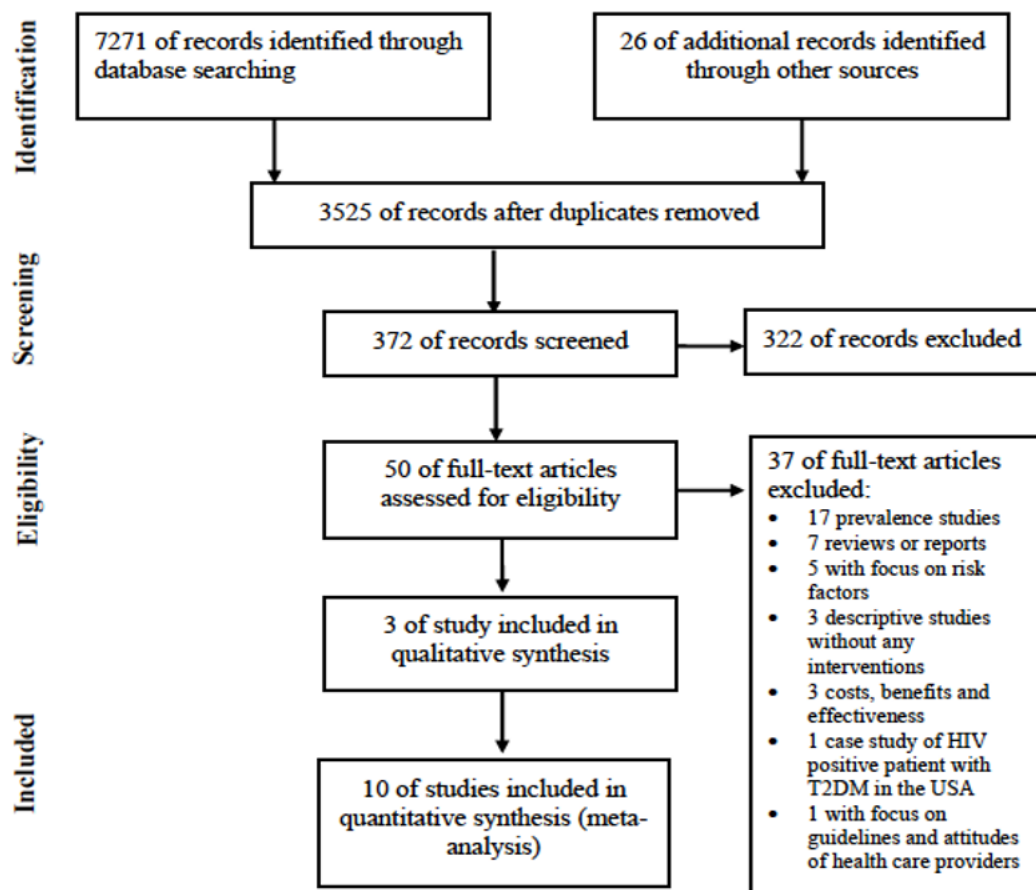 Identification
7271 of records identified through
database searching
26 of additional records identified
through other sources
3525 of records after duplicates removed
Screening
372 of records screened
322 of records excluded
Eligibility
50 of full-text articles
assessed for eligibility
37 of full-text articles
excluded:
• 17 prevalence studies
• 7 reviews or reports
• 5 with focus on risk
factors
• 3 descriptive studies
without any
interventions
• 3 costs, benefits and
effectiveness
• 1 case study of HIV
positive patient with
T2DM in the USA
• 1 with focus on
guidelines and attitudes
of health care providers
3 of study included in
qualitative synthesis
Included
10 of studies included in
quantitative synthesis (meta-
analysis)